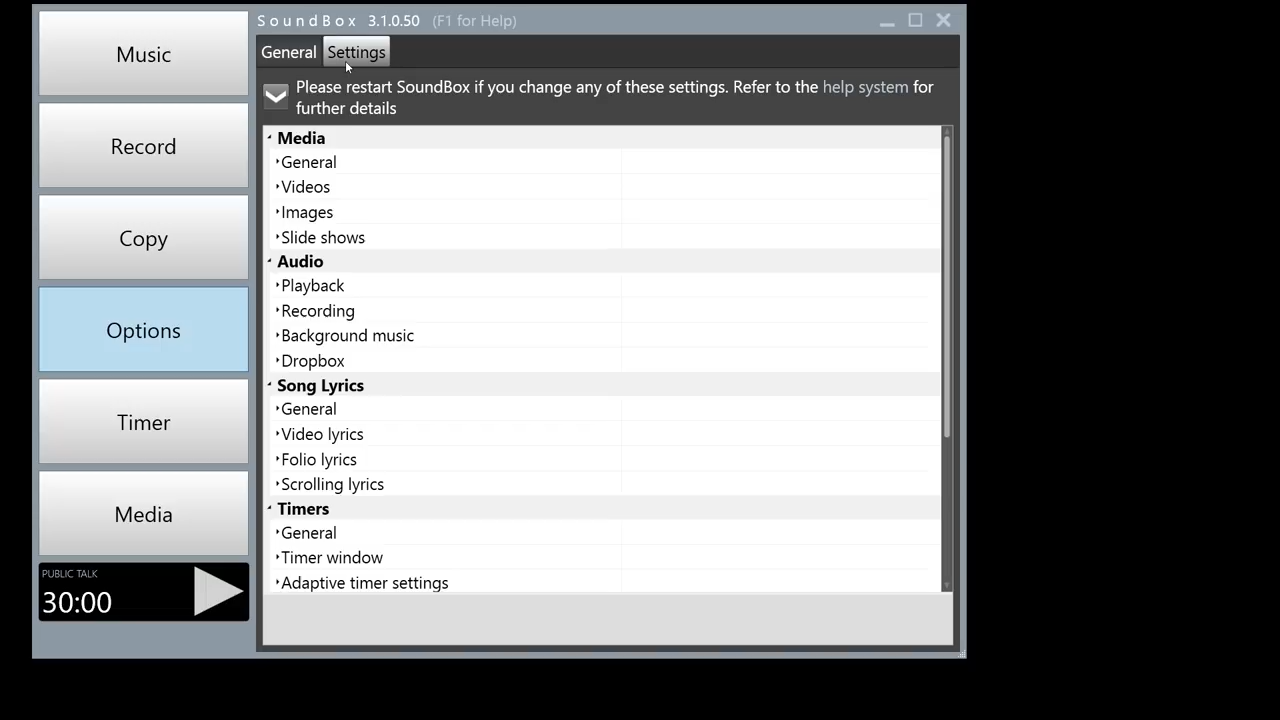 SoundBox 3.1.0.50 (F1 for Help)
Music
Record
Copy
Options
Timer
Media
PUBLIC TALK
30:00
General Settings
Please restart SoundBox if you change any of these settings. Refer to the help system for
further details
Media
General
Videos
Images
Slide shows
Audio
Playback
Recording
Background music
Dropbox
Song Lyrics
General
Video lyrics
Folio lyrics
Scrolling lyrics
Timers
General
Timer window
Adaptive timer settings